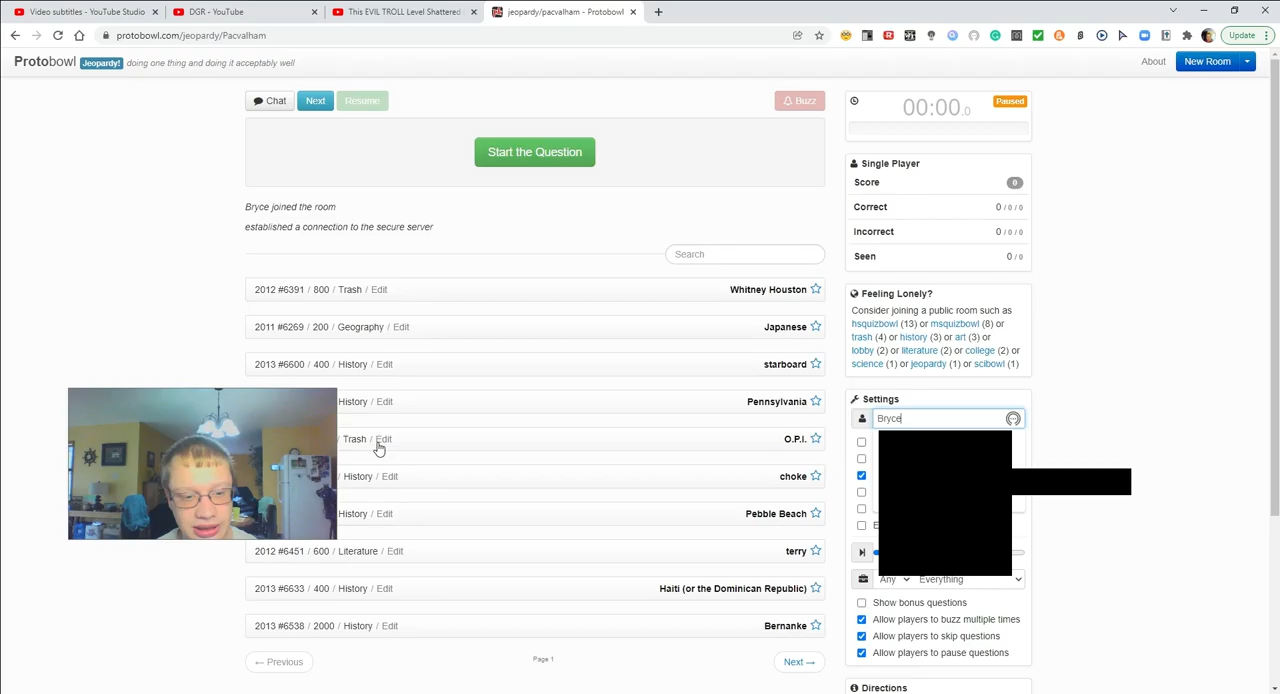 Video subtitles - YouTube Studio
DGR - YouTube
This EVIL TROLL Level Shattered
jeopardy/pacvalham - Protobowl
protobowl.com/jeopardy/Pacvalham
Update
Protobowl Jeopardy! doing one thing and doing it acceptably well
About
New Room
Chat
Next
Resume
Buzz
Start the Question
Bryce joined the room
established a connection to the secure server
Search
2012 #6391 / 800 / Trash / Edit Whitney Houston
2011 #6269 / 200 / Geography / Edit Japanese
2013 #6600 / 400 / History / Edit starboard
History / Edit Pennsylvania
/ Trash / Edit O.P.I.
/ History / Edit choke
/ History / Edit Pebble Beach
2012 #6451 / 600 / Literature / Edit terry
2013 #6633 / 400 / History / Edit Haiti (or the Dominican Republic)
2013 #6538 / 2000 / History / Edit Bernanke
← Previous
Page 1
Next →
00:00.0
Paused
Single Player
Score 0
Correct 0 / 0 / 0
Incorrect 0 / 0 / 0
Seen 0 / 0
Feeling Lonely?
Consider joining a public room such as
hsquizbowl (13) or msquizbowl (8) or
trash (4) or history (3) or art (3) or
lobby (2) or literature (2) or college (2) or
science (1) or jeopardy (1) or scibowl (1)
Settings
Bryce
E
Any Everything
Show bonus questions
Allow players to buzz multiple times
Allow players to skip questions
Allow players to pause questions
Directions